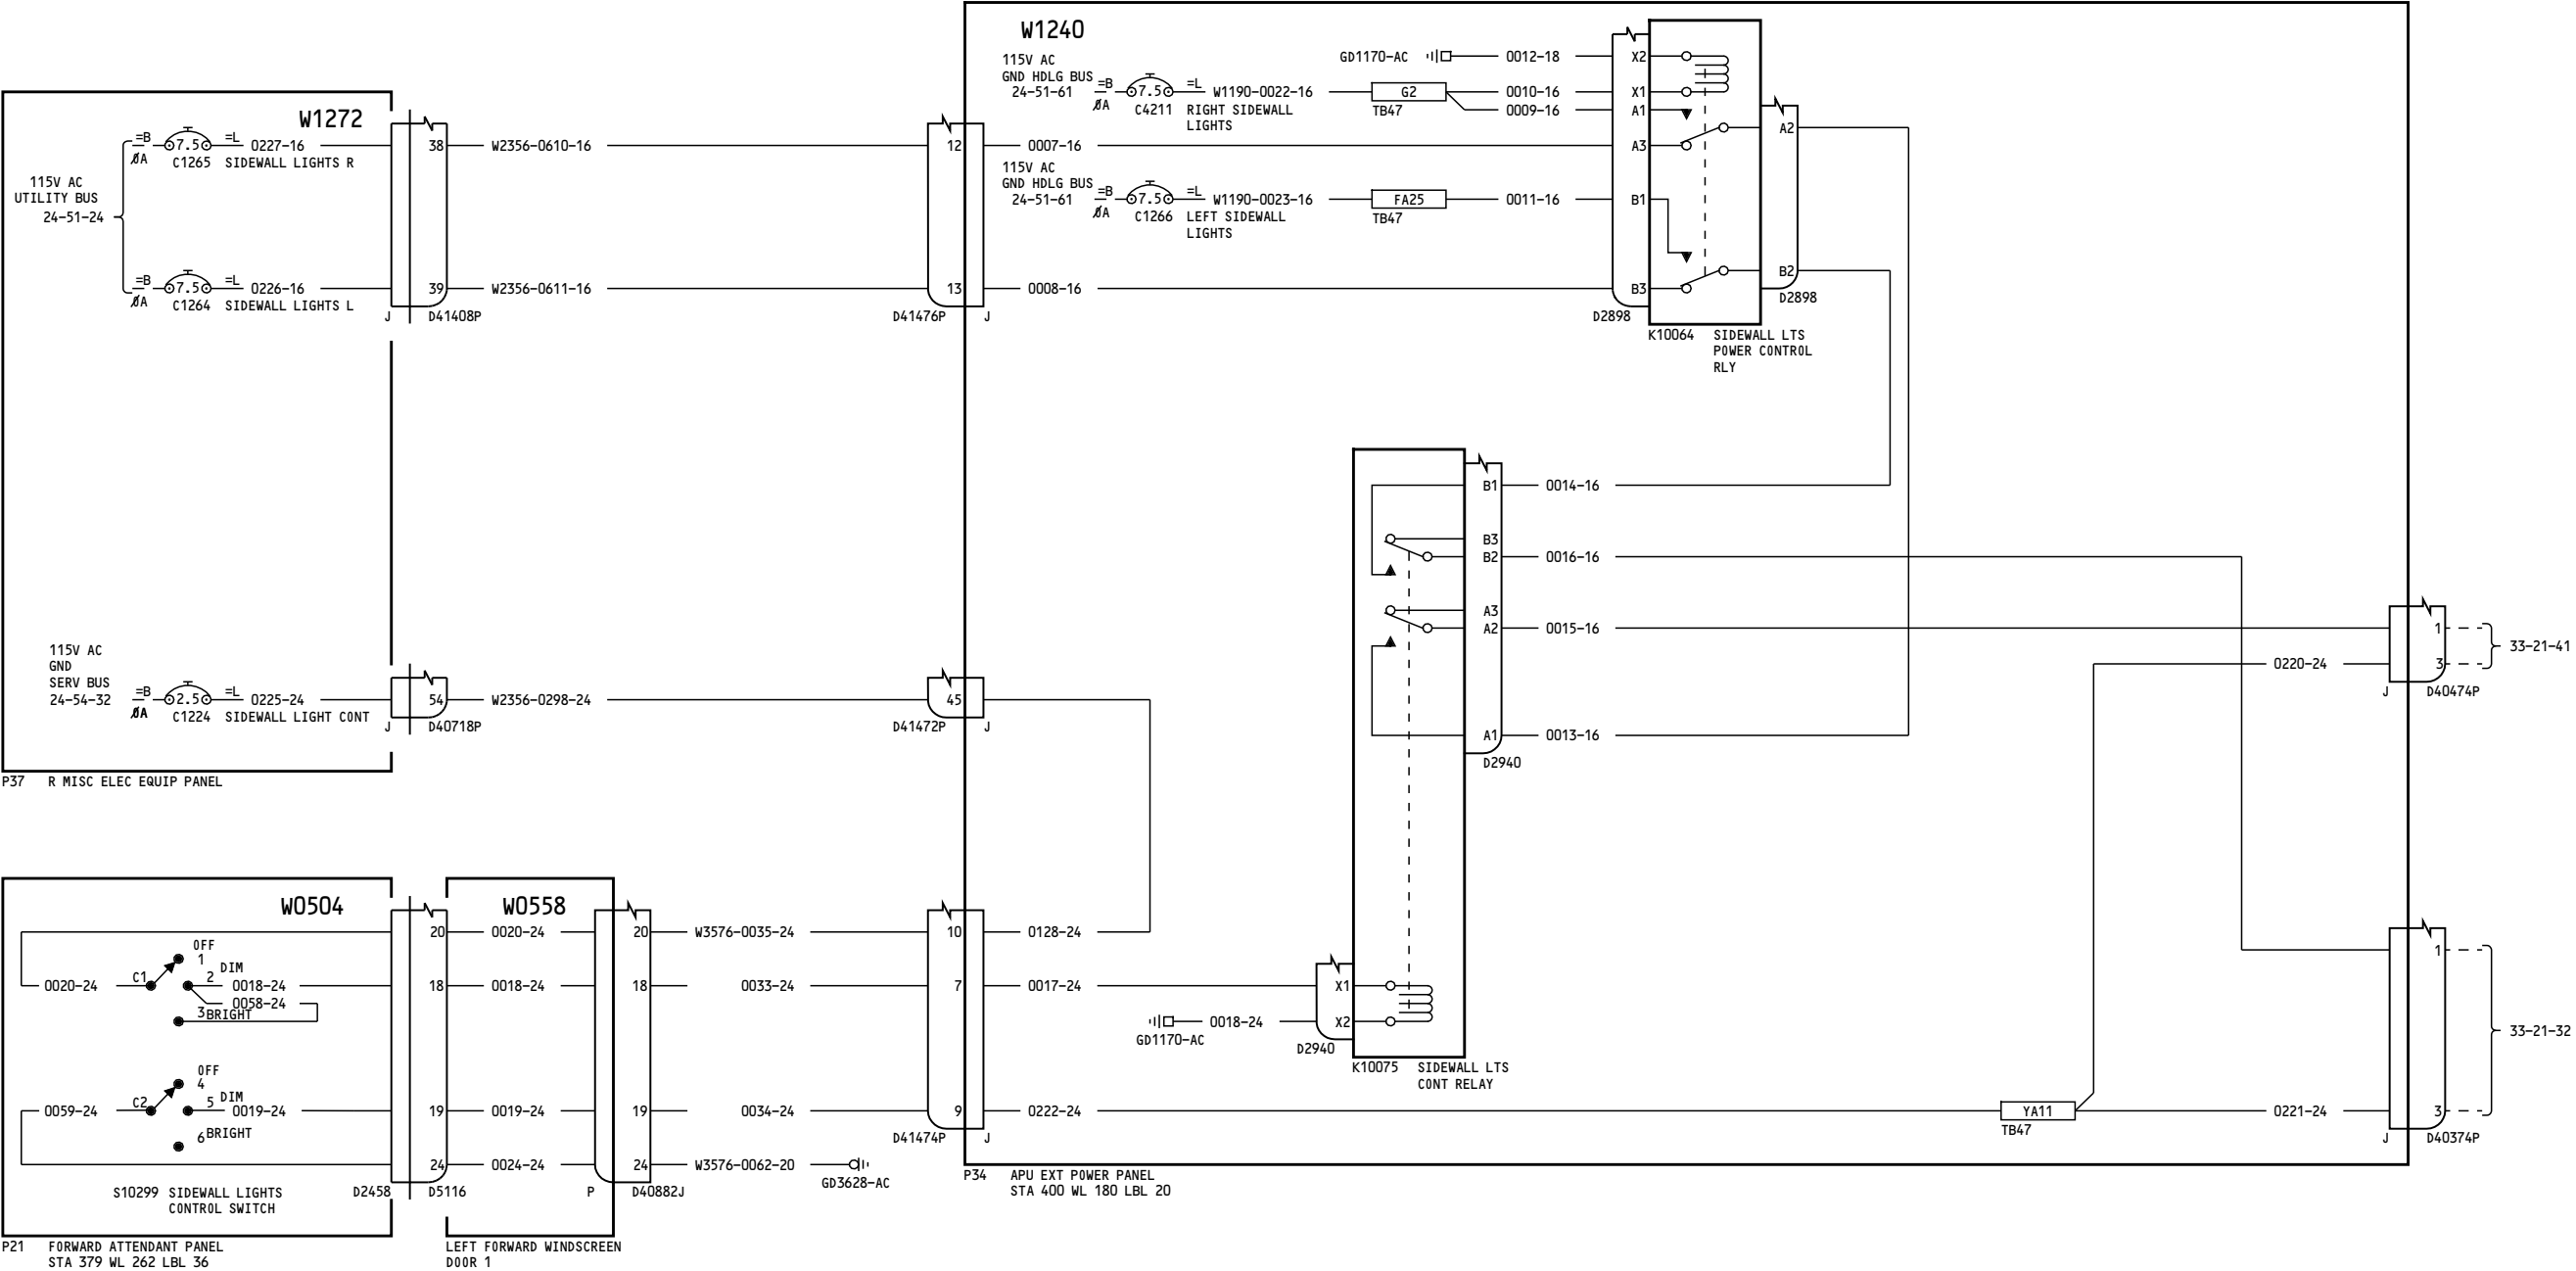 W1272
115V AC
UTILITY BUS
24-51-24
=B
ØA
7.5
C1265
=L
0227-16
SIDEWALL LIGHTS R
38
W2356-0610-16
12
0007-16
=B
ØA
7.5
C1264
=L
0226-16
SIDEWALL LIGHTS L
39
W2356-0611-16
13
0008-16
J
D41408P
D41476P
J
115V AC
GND
SERV BUS
24-54-32
=B
ØA
2.5
C1224
=L
0225-24
SIDEWALL LIGHT CONT
54
W2356-0298-24
45
J
D40718P
D41472P
J
P37 R MISC ELEC EQUIP PANEL
W1240
115V AC
GND HDLG BUS
24-51-61
=B
ØA
7.5
C4211
=L
W1190-0022-16
RIGHT SIDEWALL
LIGHTS
G2
TB47
GD1170-AC
0012-18
0010-16
0009-16
115V AC
GND HDLG BUS
24-51-61
=B
ØA
7.5
C1266
=L
W1190-0023-16
LEFT SIDEWALL
LIGHTS
FA25
TB47
0011-16
X2
X1
A1
A3
B1
B3
A2
B2
D2898
D2898
K10064
SIDEWALL LTS
POWER CONTROL
RLY
B1
0014-16
B3
B2
0016-16
A3
A2
0015-16
A1
0013-16
D2940
1
3
0220-24
J
D40474P
33-21-41
W0504
W0558
20
0020-24
20
W3576-0035-24
10
0128-24
0020-24
C1
OFF
1
2
DIM
0018-24
0058-24
3
BRIGHT
18
0018-24
18
0033-24
7
0017-24
X1
GD1170-AC
0018-24
X2
D2940
K10075
SIDEWALL LTS
CONT RELAY
0059-24
C2
OFF
4
5
DIM
0019-24
6
BRIGHT
19
0019-24
19
0034-24
9
0222-24
YA11
TB47
0221-24
1
3
J
D40374P
33-21-32
24
0024-24
24
W3576-0062-20
GD3628-AC
D41474P
J
S10299 SIDEWALL LIGHTS
CONTROL SWITCH
D2458
D5116
P
D40882J
P34
APU EXT POWER PANEL
STA 400 WL 180 LBL 20
P21 FORWARD ATTENDANT PANEL
STA 379 WL 262 LBL 36
LEFT FORWARD WINDSCREEN
DOOR 1